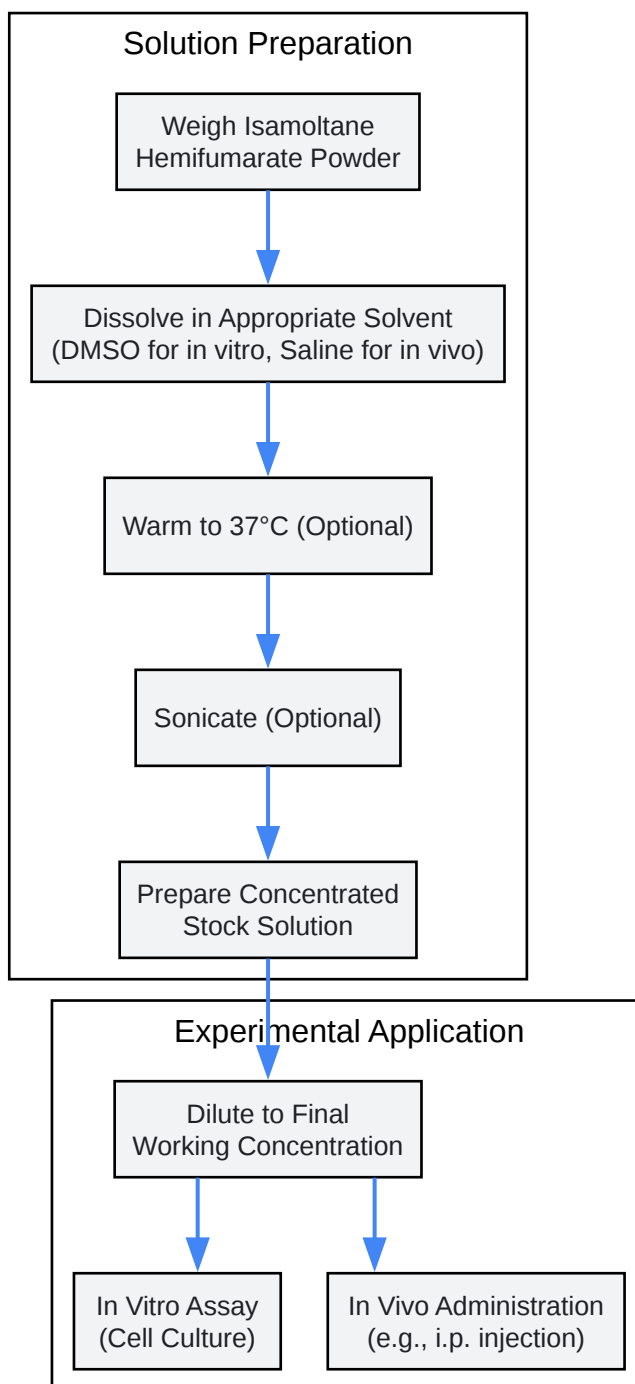 Solution Preparation
Weigh Isamoltane
Hemifumarate Powder
Dissolve in Appropriate Solvent
(DMSO for in vitro, Saline for in vivo)
Warm to 37°C (Optional)
Sonicate (Optional)
Prepare Concentrated
Stock Solution
Experimental Application
Dilute to Final
Working Concentration
In Vitro Assay
(Cell Culture)
In Vivo Administration
(e.g., i.p. injection)